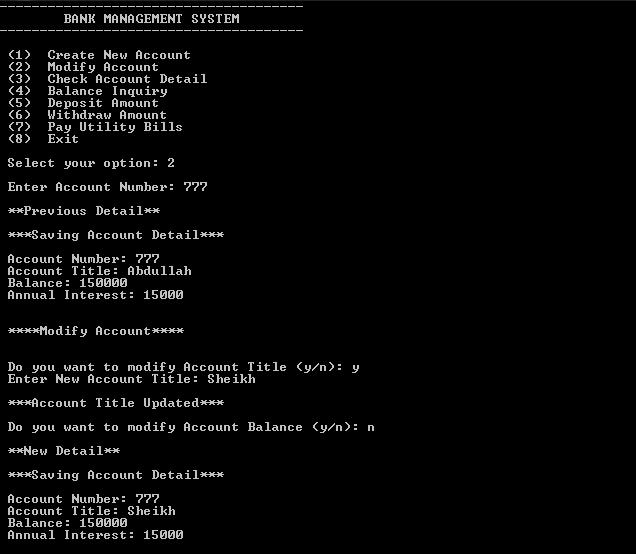 --------------------------------------
BANK MANAGEMENT SYSTEM
--------------------------------------
(1) Create New Account
(2) Modify Account
(3) Check Account Detail
(4) Balance Inquiry
(5) Deposit Amount
(6) Withdraw Amount
(7) Pay Utility Bills
(8) Exit
Select your option: 2
Enter Account Number: 777
**Previous Detail**
***Saving Account Detail***
Account Number: 777
Account Title: Abdullah
Balance: 150000
Annual Interest: 15000
****Modify Account****
Do you want to modify Account Title (y/n): y
Enter New Account Title: Sheikh
***Account Title Updated***
Do you want to modify Account Balance (y/n): n
**New Detail**
***Saving Account Detail***
Account Number: 777
Account Title: Sheikh
Balance: 150000
Annual Interest: 15000